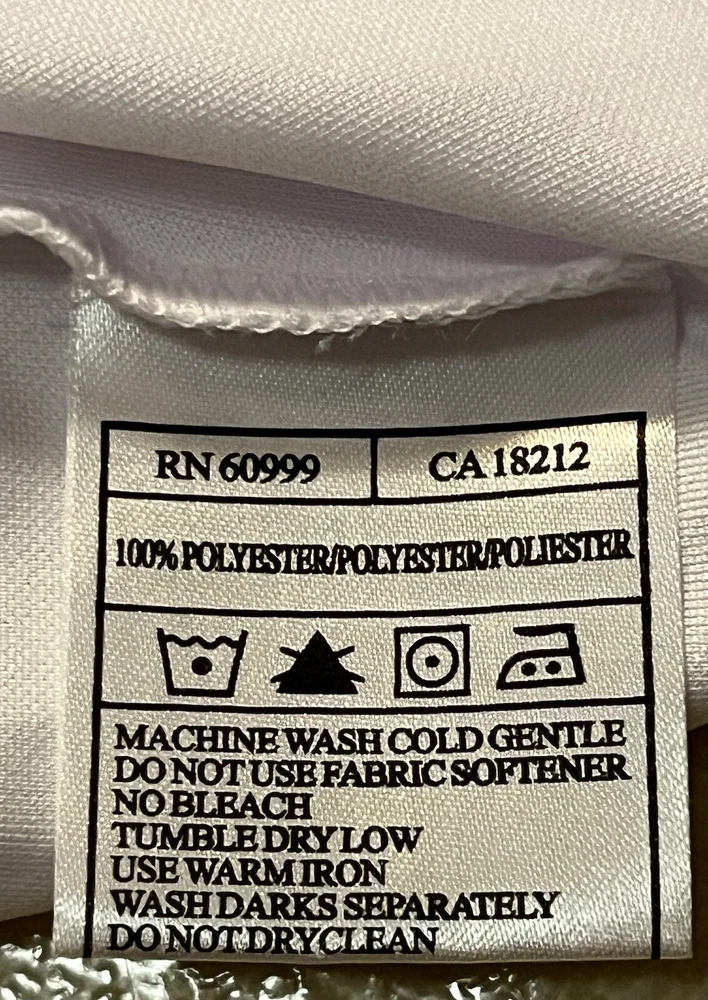 RN 60999 CA 18212
100% POLYESTER/POLYESTER/POLIESTER
MACHINE WASH COLD GENTLE
DO NOT USE FABRIC SOFTENER
NO BLEACH
TUMBLE DRY LOW
USE WARM IRON
WASH DARKS SEPARATELY
DO NOT DRYCLEAN